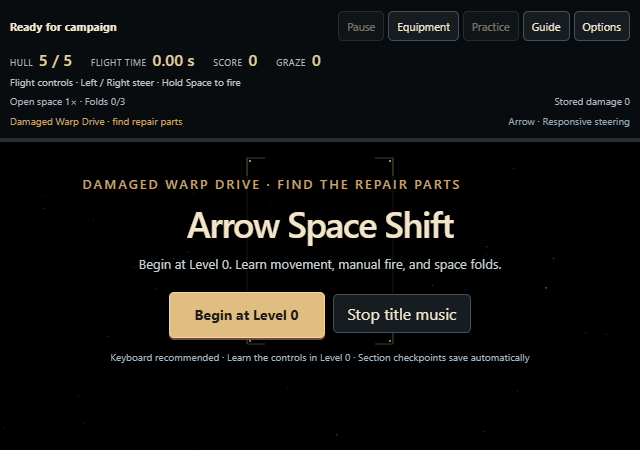 Ready for campaign
Pause
Equipment
Practice
Guide
Options
HULL 5 / 5 FLIGHT TIME 0.00 s SCORE 0 GRAZE 0
Flight controls · Left / Right steer · Hold Space to fire
Open space 1× · Folds 0/3
Stored damage 0
Damaged Warp Drive · find repair parts
Arrow · Responsive steering
DAMAGED WARP DRIVE · FIND THE REPAIR PARTS
Arrow Space Shift
Begin at Level 0. Learn movement, manual fire, and space folds.
Begin at Level 0
Stop title music
Keyboard recommended · Learn the controls in Level 0 · Section checkpoints save automatically